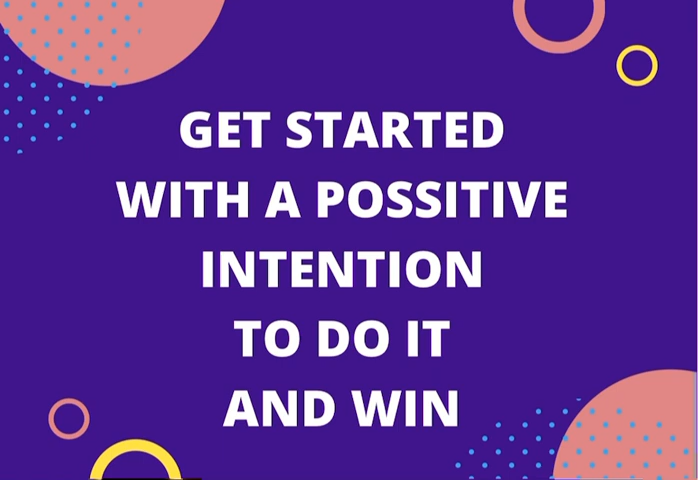 GET STARTED
WITH A POSSITIVE
INTENTION
TO DO IT
AND WIN